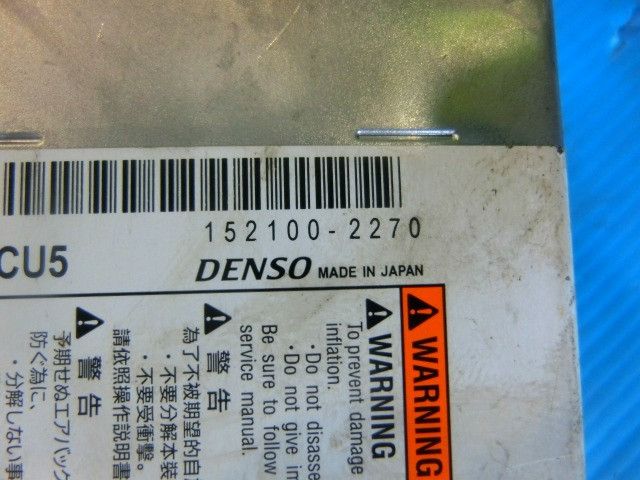 152100-2270
CU5
DENSO MADE IN JAPAN
⚠ WARNING
⚠ WARNING
To prevent damage
inflation.
・Do not disasse
・Do not give im
Be sure to follow
service manual.
⚠ 警告
為了不被期望的自
・不要分解本装
・不要受衝撃。
請依照操作説明書
⚠ 警告
予期せぬエアバッグ
防ぐ為に、
・分解しない事